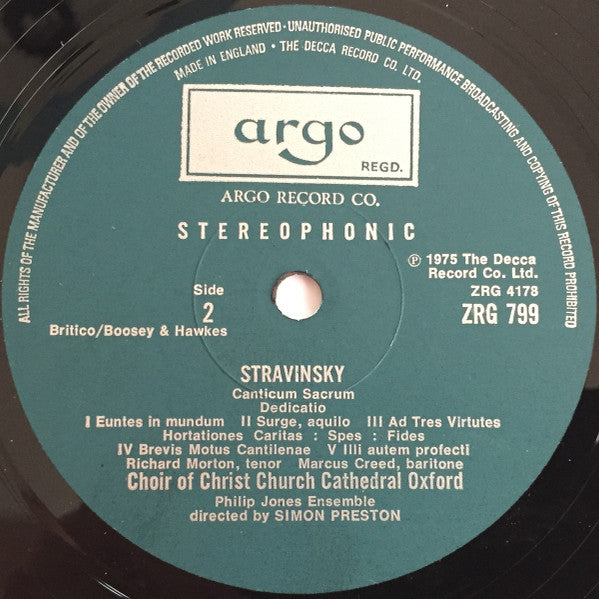 ALL RIGHTS OF THE MANUFACTURER AND OF THE OWNER OF THE RECORDED WORK RESERVED · UNAUTHORISED PUBLIC PERFORMANCE BROADCASTING AND COPYING OF THIS RECORD PROHIBITED
MADE IN ENGLAND · THE DECCA RECORD CO. LTD.
argo
REGD.
ARGO RECORD CO.
STEREOPHONIC
℗ 1975 The Decca
Record Co. Ltd.
Side
2
ZRG 4178
ZRG 799
Britico/Boosey & Hawkes
STRAVINSKY
Canticum Sacrum
Dedicatio
I Euntes in mundum II Surge, aquilo III Ad Tres Virtutes
Hortationes Caritas : Spes : Fides
IV Brevis Motus Cantilenae V Illi autem profecti
Richard Morton, tenor Marcus Creed, baritone
Choir of Christ Church Cathedral Oxford
Philip Jones Ensemble
directed by SIMON PRESTON